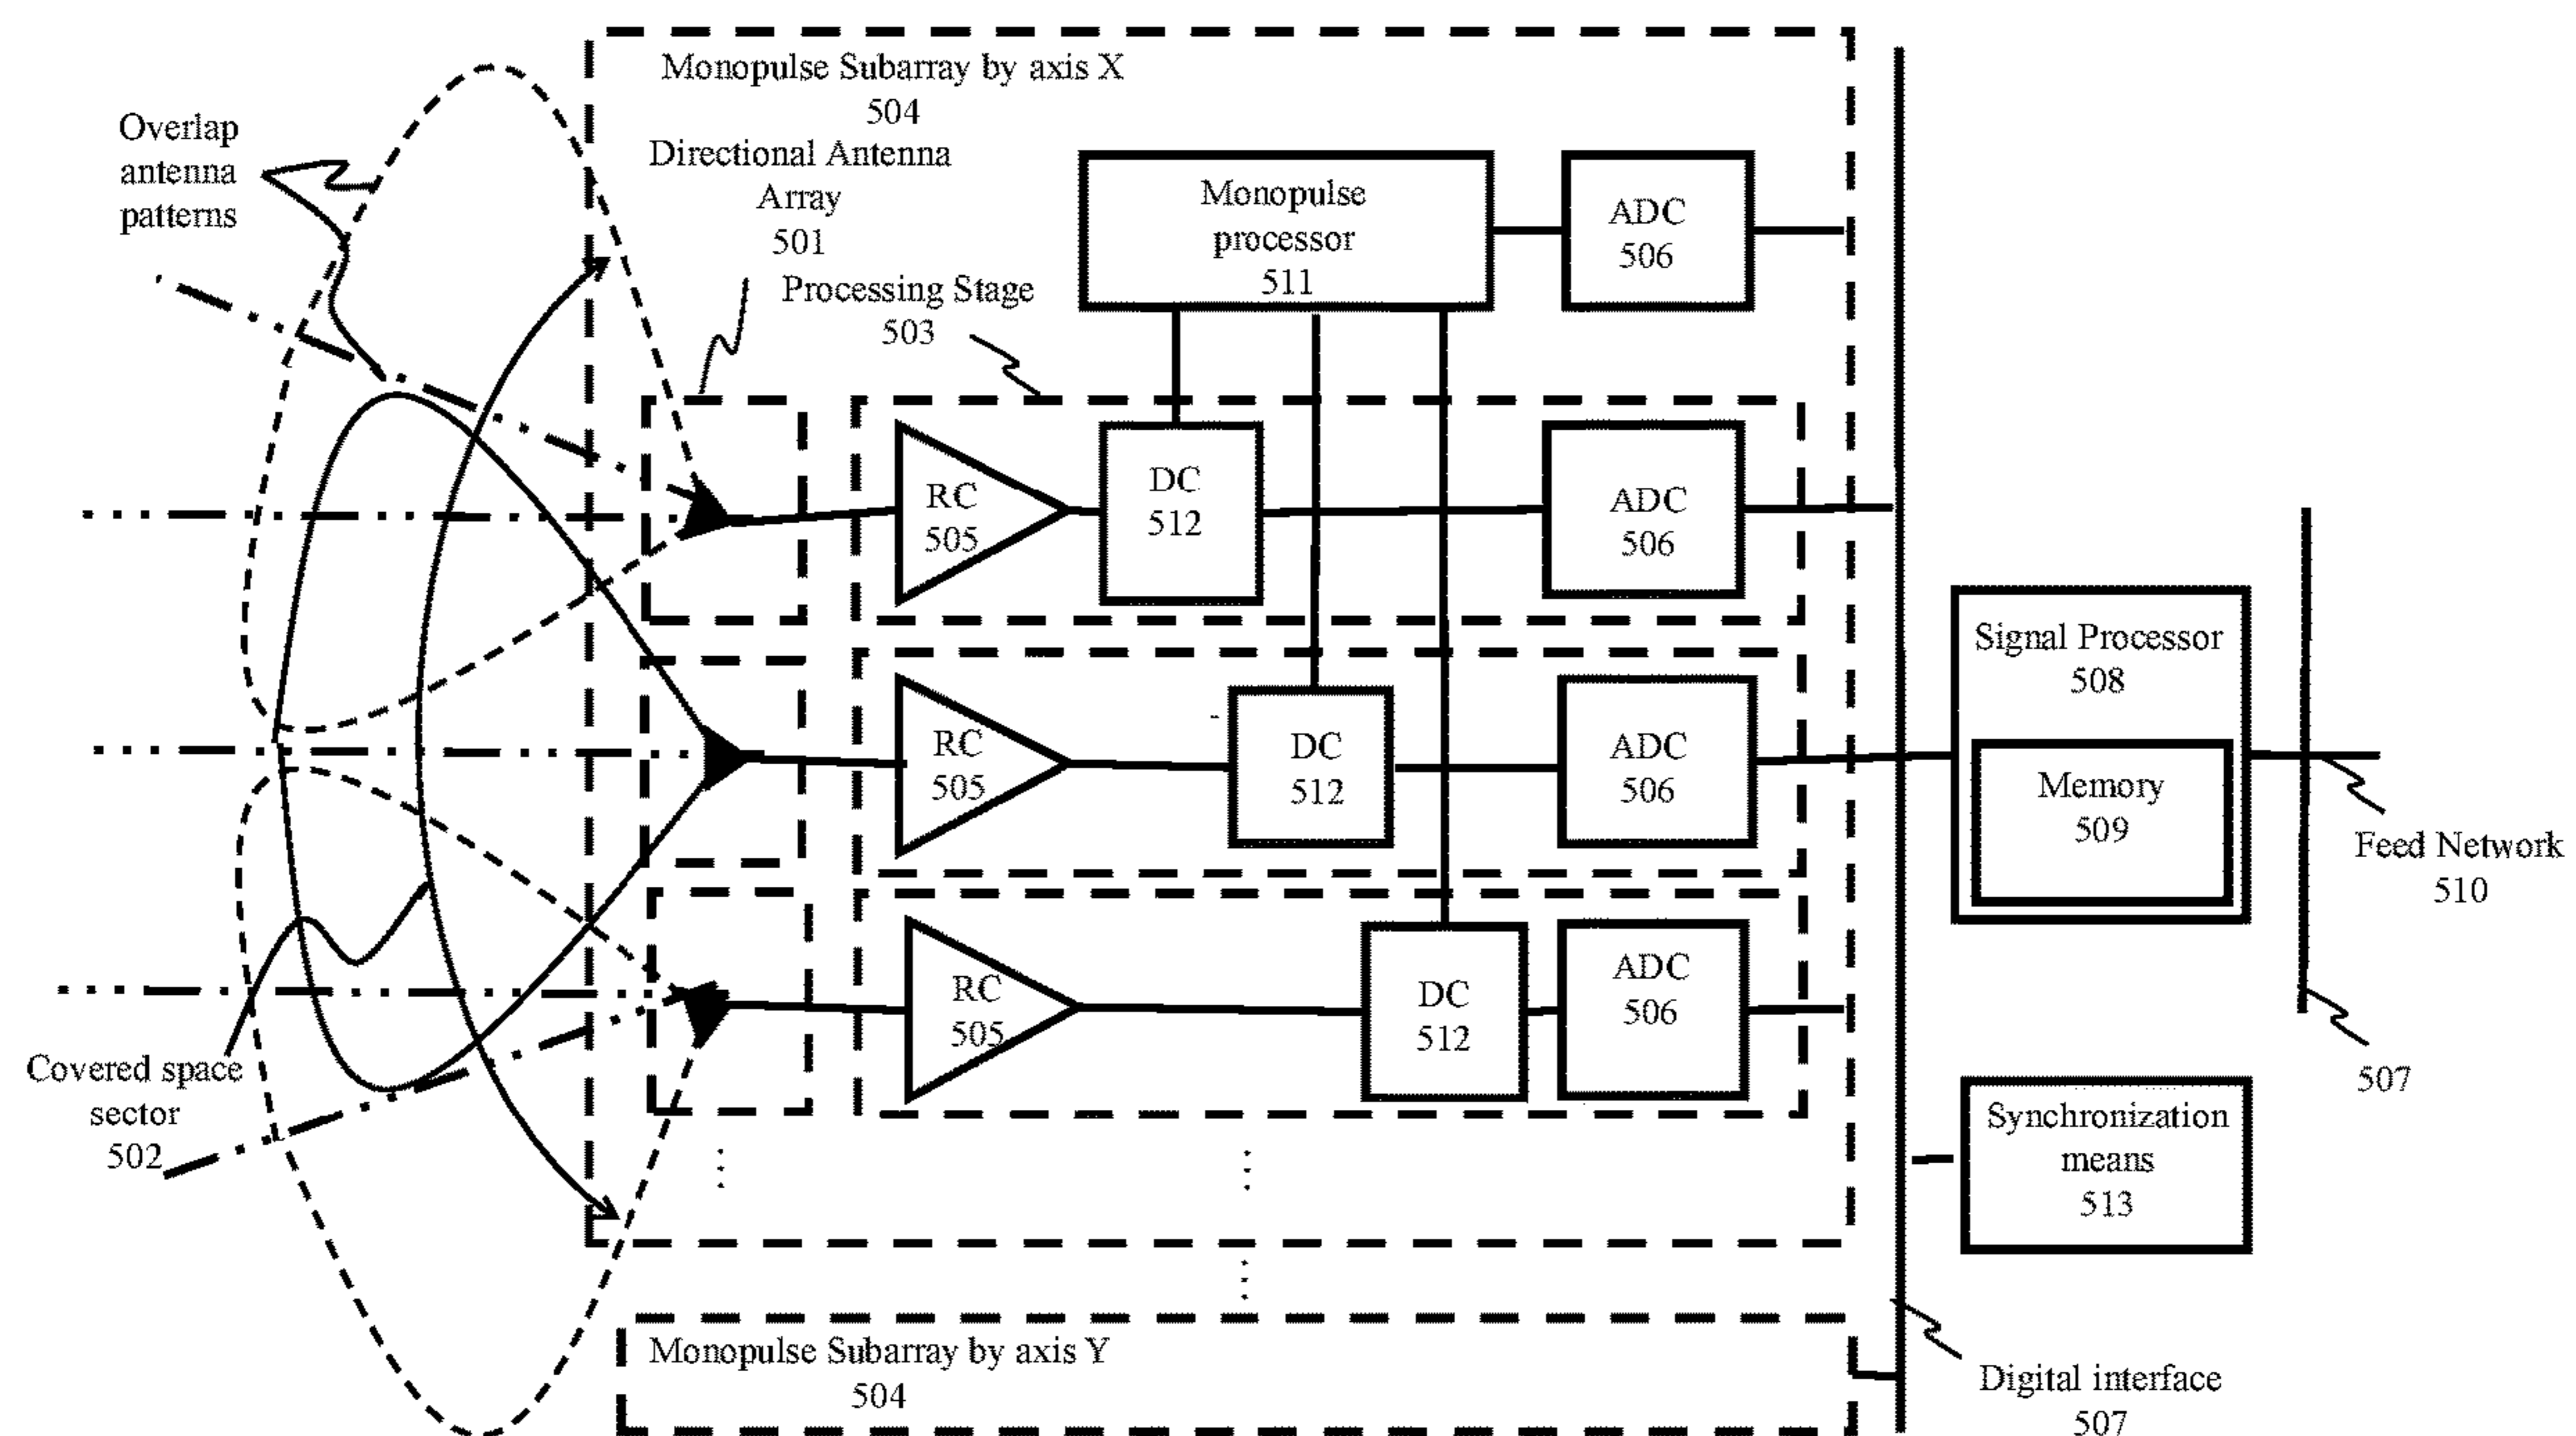 Monopulse Subarray by axis X
504
Overlap
antenna
patterns
Directional Antenna
Array
501
Processing Stage
503
Monopulse
processor
511
ADC
506
RC
505
DC
512
ADC
506
RC
505
DC
512
ADC
506
RC
505
DC
512
ADC
506
Signal Processor
508
Memory
509
Feed Network
510
507
Covered space
sector
502
Synchronization
means
513
Monopulse Subarray by axis Y
504
Digital interface
507